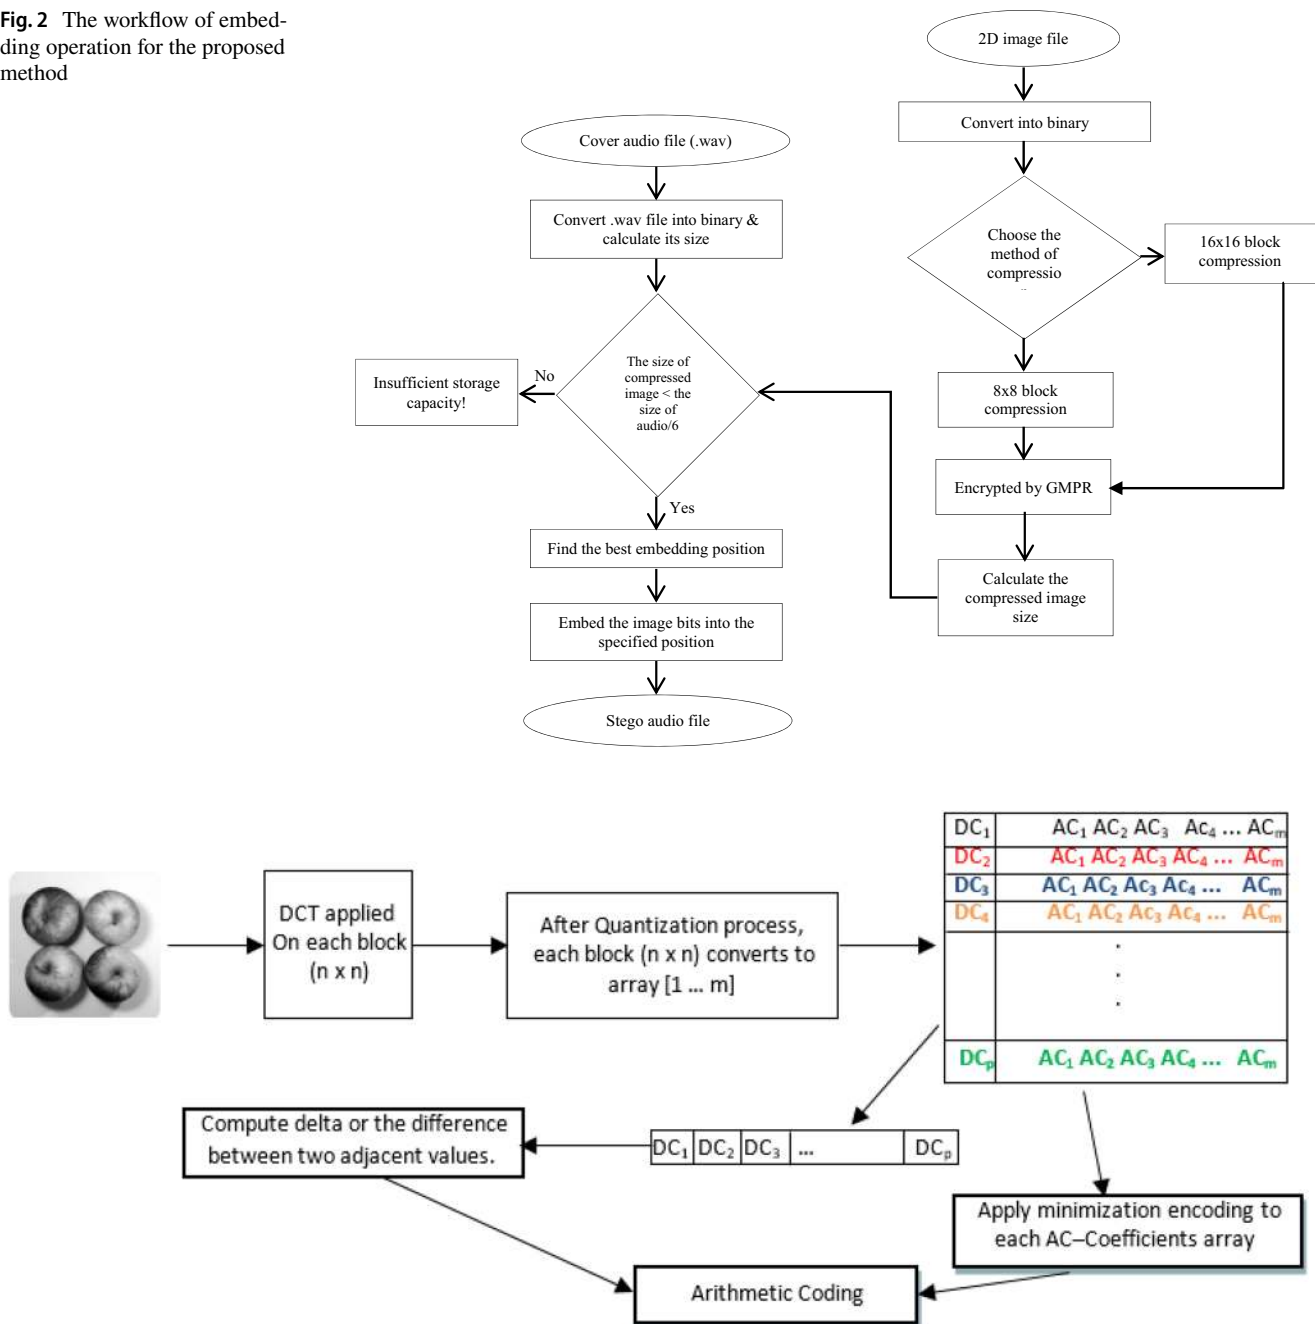 Fig. 2 The workflow of embed-
ding operation for the proposed
method
2D image file
Convert into binary
Choose the
method of
compressio
16x16 block
compression
8x8 block
compression
Encrypted by GMPR
Calculate the
compressed image
size
Cover audio file (.wav)
Convert .wav file into binary &
calculate its size
The size of
compressed
image < the
size of
audio/6
No
Insufficient storage
capacity!
Yes
Find the best embedding position
Embed the image bits into the
specified position
Stego audio file
DCT applied
On each block
(n x n)
After Quantization process,
each block (n x n) converts to
array [1 ... m]
DC₁ AC₁ AC₂ AC₃ Ac₄ ... ACₘ
DC₂ AC₁ AC₂ AC₃ AC₄ ... ACₘ
DC₃ AC₁ AC₂ Ac₃ Ac₄ ... ACₘ
DC₄ AC₁ AC₂ Ac₃ Ac₄ ... ACₘ
.
.
.
DCₚ AC₁ AC₂ AC₃ AC₄ ... ACₘ
DC₁ DC₂ DC₃ ... DCₚ
Compute delta or the difference
between two adjacent values.
Apply minimization encoding to
each AC–Coefficients array
Arithmetic Coding